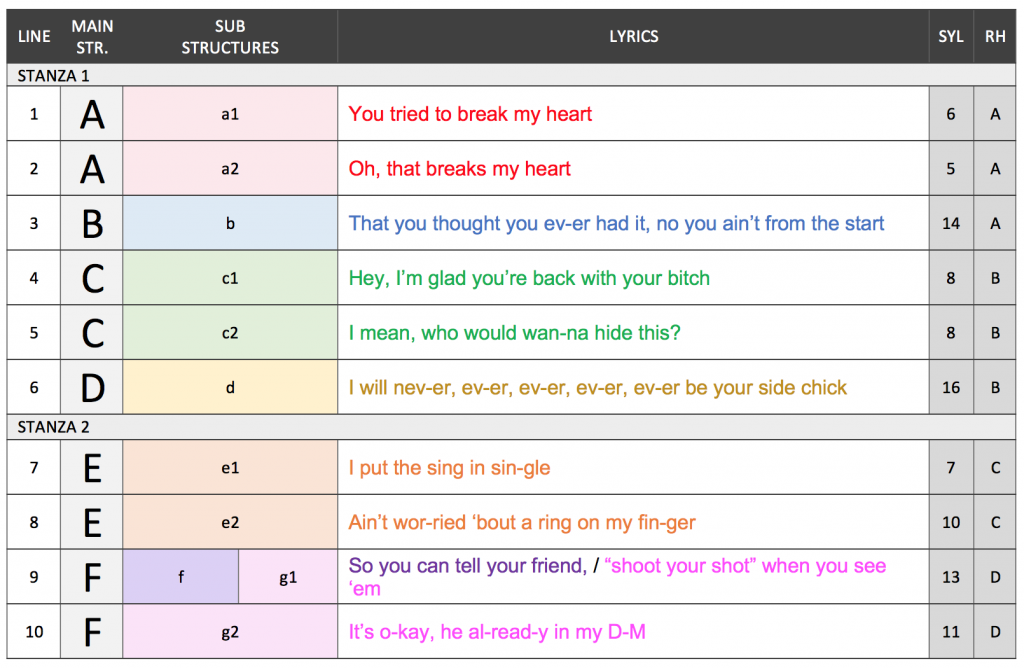 LINE MAIN STR. SUB STRUCTURES LYRICS SYL RH
STANZA 1
1 A a1 You tried to break my heart 6 A
2 A a2 Oh, that breaks my heart 5 A
3 B b That you thought you ev-er had it, no you ain’t from the start 14 A
4 C c1 Hey, I’m glad you’re back with your bitch 8 B
5 C c2 I mean, who would wan-na hide this? 8 B
6 D d I will nev-er, ev-er, ev-er, ev-er, ev-er be your side chick 16 B
STANZA 2
7 E e1 I put the sing in sin-gle 7 C
8 E e2 Ain’t wor-ried ‘bout a ring on my fin-ger 10 C
9 F f g1 So you can tell your friend, / “shoot your shot” when you see ‘em 13 D
10 F g2 It’s o-kay, he al-read-y in my D-M 11 D